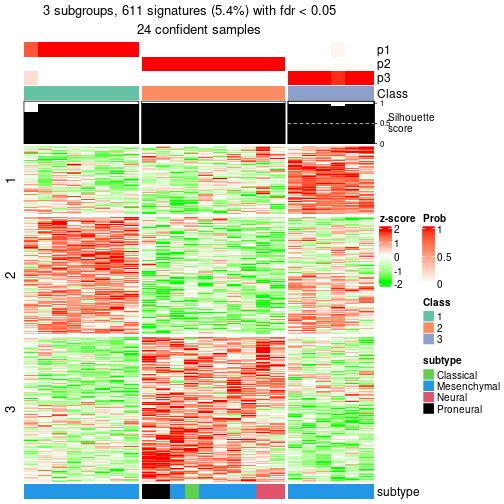 3 subgroups, 611 signatures (5.4%) with fdr < 0.05
24 confident samples
p1
p2
p3
Class
1
0.5
0
Silhouette
score
1
2
3
z-score
2
1
0
-1
-2
Prob
1
0.5
0
Class
1
2
3
subtype
Classical
Mesenchymal
Neural
Proneural
subtype